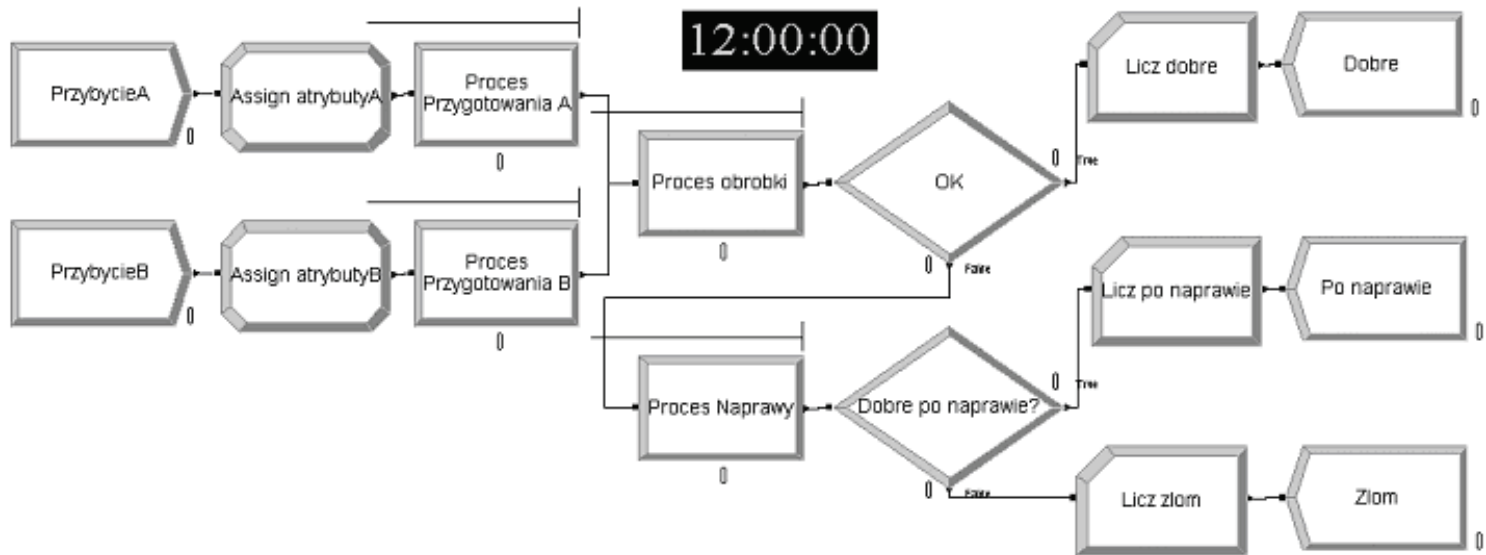 12:00:00
PrzybycieA
0
Assign atrybutyA
Proces
Przygotowania A
0
PrzybycieB
0
Assign atrybutyB
Proces
Przygotowania B
0
Proces obrobki
0
OK
0
True
0
False
Licz dobre
Dobre
0
Proces Naprawy
0
Dobre po naprawie?
0
True
0
False
Licz po naprawie
Po naprawie
0
Licz zlom
Zlom
0